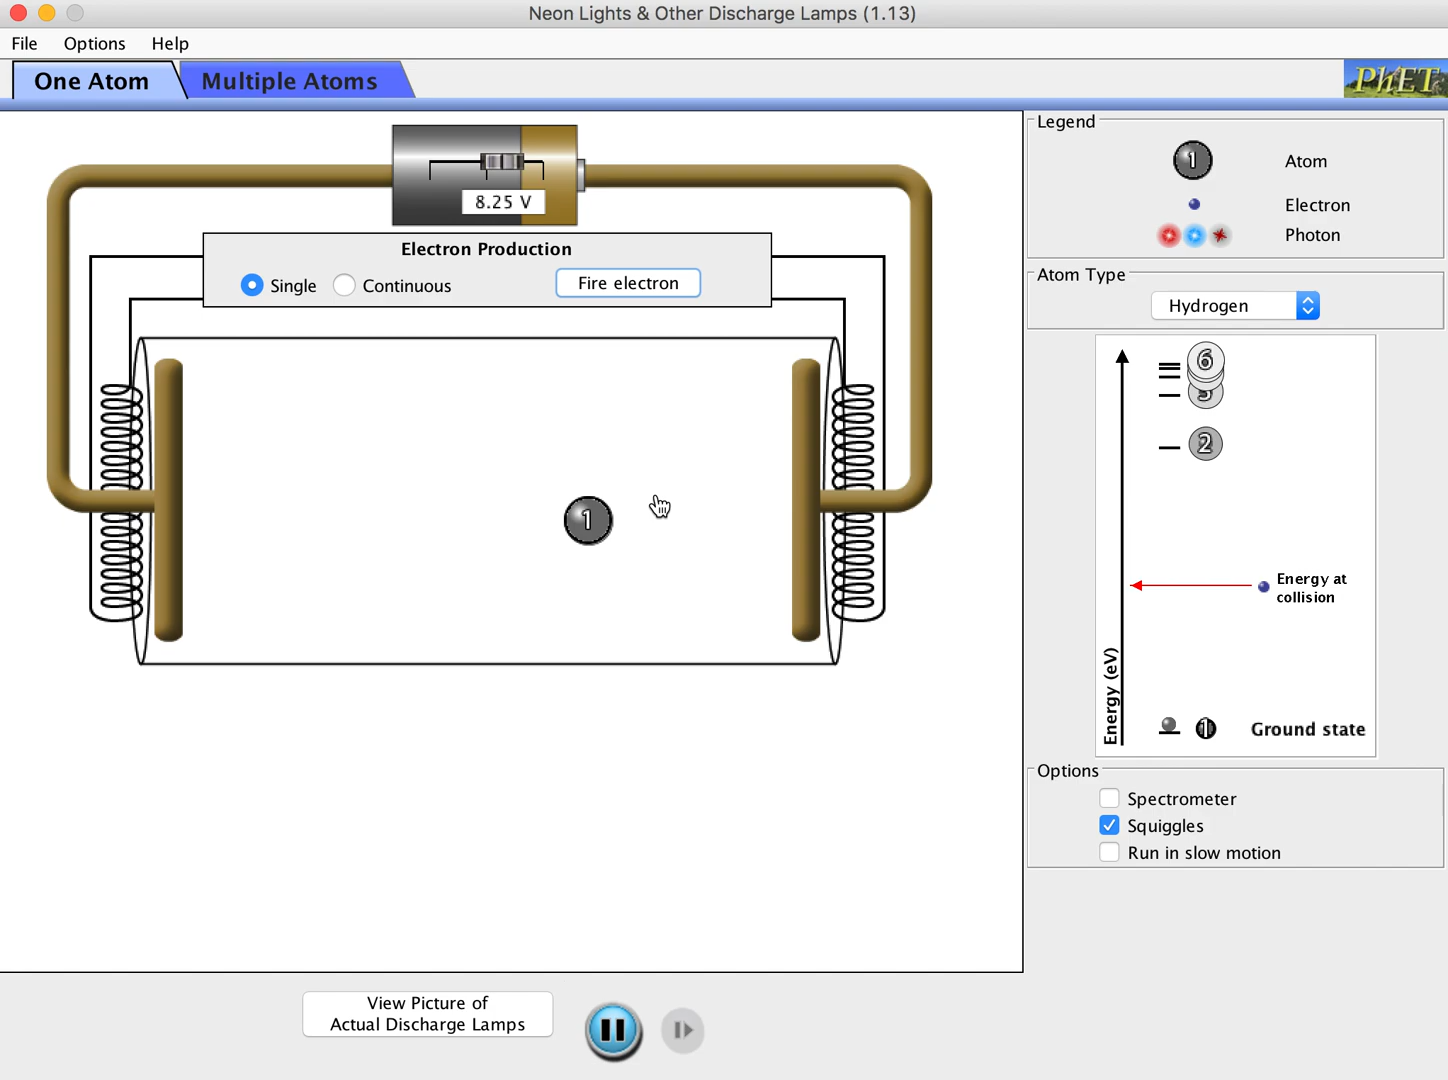 Neon Lights & Other Discharge Lamps (1.13)
File Options Help
One Atom Multiple Atoms
PhET
8.25 V
Electron Production
Single Continuous Fire electron
1
Legend
1 Atom
Electron
Photon
Atom Type
Hydrogen
6
3
2
Energy at
collision
Energy (eV)
1 Ground state
Options
Spectrometer
Squiggles
Run in slow motion
View Picture of
Actual Discharge Lamps